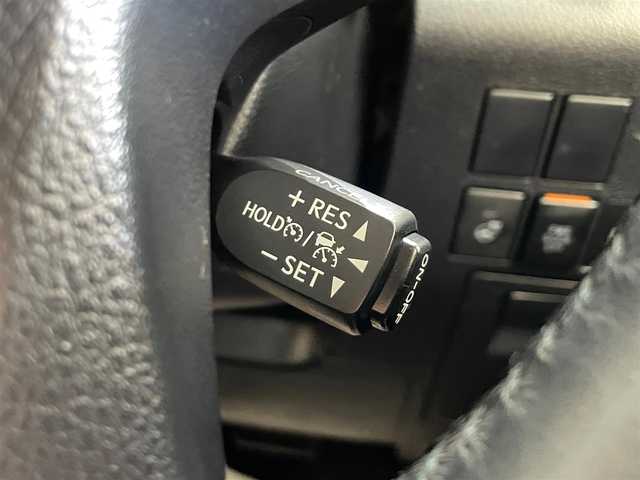 CANCEL
+ RES
HOLD /
− SET
ON-OFF